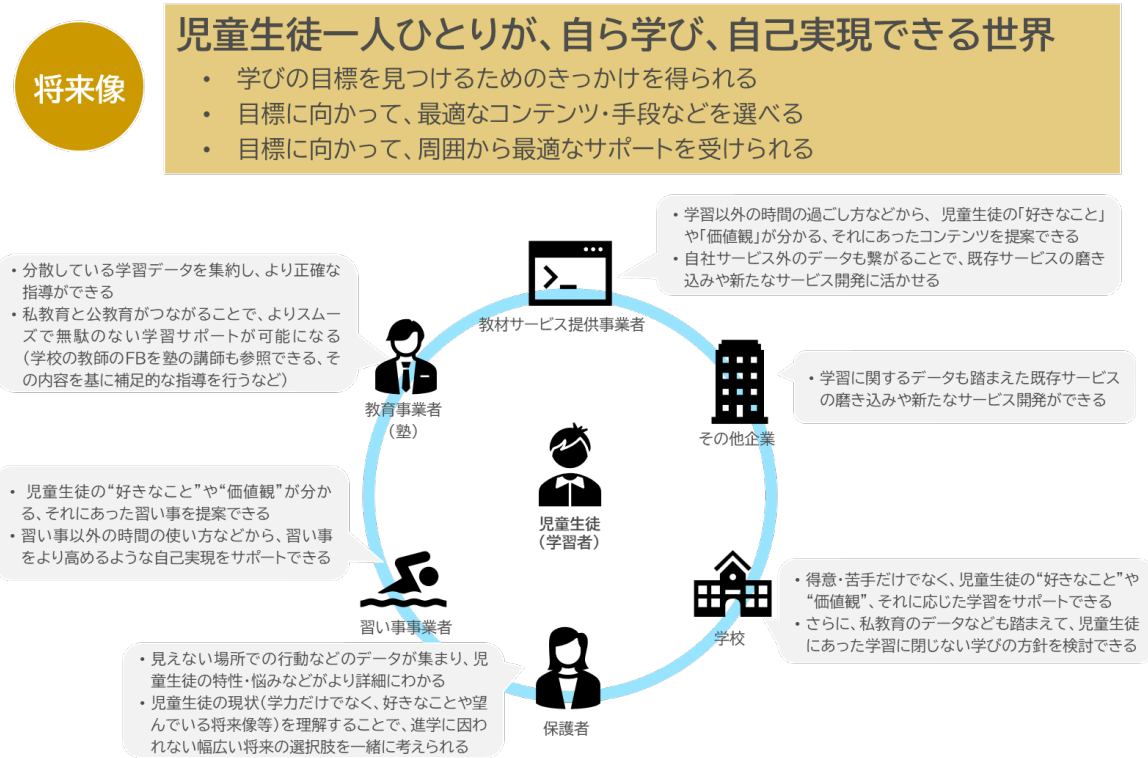 将来像
児童生徒一人ひとりが、自ら学び、自己実現できる世界
• 学びの目標を見つけるためのきっかけを得られる
• 目標に向かって、最適なコンテンツ・手段などを選べる
• 目標に向かって、周囲から最適なサポートを受けられる
• 学習以外の時間の過ごし方などから、 児童生徒の「好きなこと」
や「価値観」が分かる、それにあったコンテンツを提案できる
• 自社サービス外のデータも繋がることで、既存サービスの磨き
込みや新たなサービス開発に活かせる
教材サービス提供事業者
• 分散している学習データを集約し、より正確な
指導ができる
• 私教育と公教育がつながることで、よりスムー
ズで無駄のない学習サポートが可能になる
(学校の教師のFBを塾の講師も参照できる、そ
の内容を基に補足的な指導を行うなど)
教育事業者
(塾)
• 学習に関するデータも踏まえた既存サービス
の磨き込みや新たなサービス開発ができる
その他企業
児童生徒
(学習者)
• 児童生徒の“好きなこと”や“価値観”が分か
る、それにあった習い事を提案できる
• 習い事以外の時間の使い方などから、習い事
をより高めるような自己実現をサポートできる
習い事事業者
• 得意・苦手だけでなく、児童生徒の“好きなこと”や
“価値観”、それに応じた学習をサポートできる
• さらに、私教育のデータなども踏まえて、児童生徒
にあった学習に閉じない学びの方針を検討できる
学校
• 見えない場所での行動などのデータが集まり、児
童生徒の特性・悩みなどがより詳細にわかる
• 児童生徒の現状(学力だけでなく、好きなことや望
んでいる将来像等)を理解することで、進学に因わ
れない幅広い将来の選択肢を一緒に考えられる
保護者